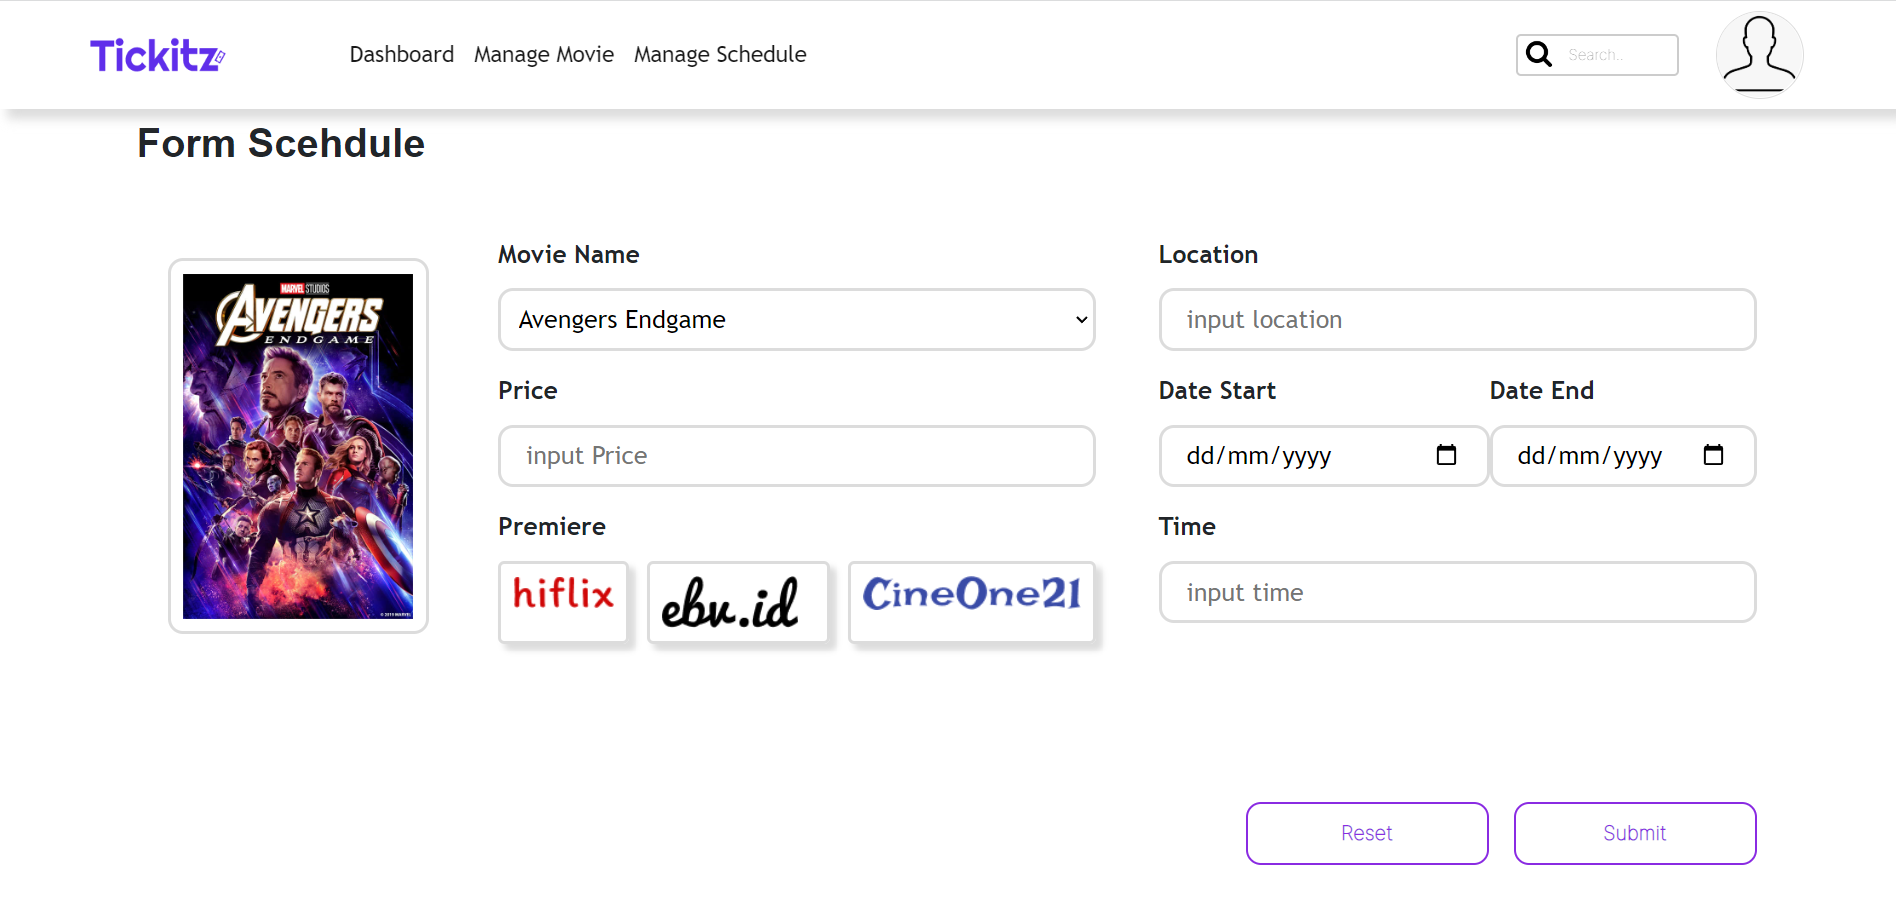 Tickitz
Dashboard Manage Movie Manage Schedule
Search..
Form Scehdule
MARVEL STUDIOS
AVENGERS
ENDGAME
Movie Name
Avengers Endgame
Location
input location
Price
input Price
Date Start
dd/mm/yyyy
Date End
dd/mm/yyyy
Premiere
hiflix
ebv.id
CineOne21
Time
input time
Reset
Submit